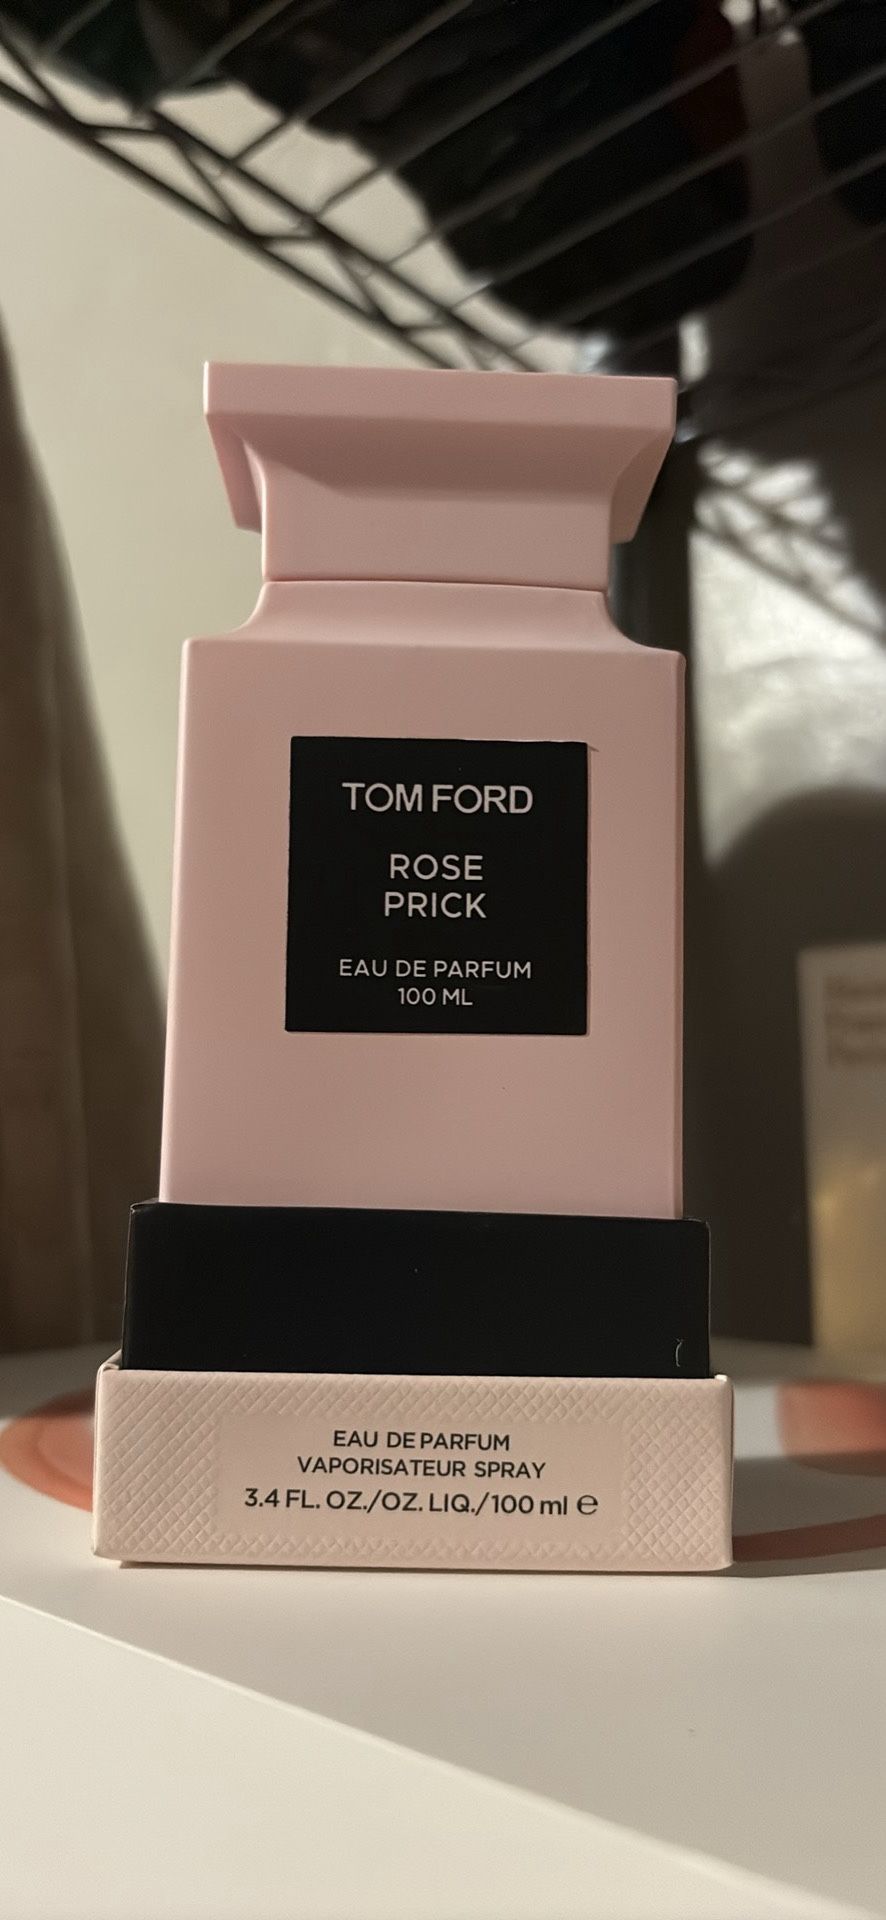 TOM FORD
ROSE
PRICK
EAU DE PARFUM
100 ML
EAU DE PARFUM
VAPORISATEUR SPRAY
3.4 FL. OZ./OZ. LIQ./100 ml ℮